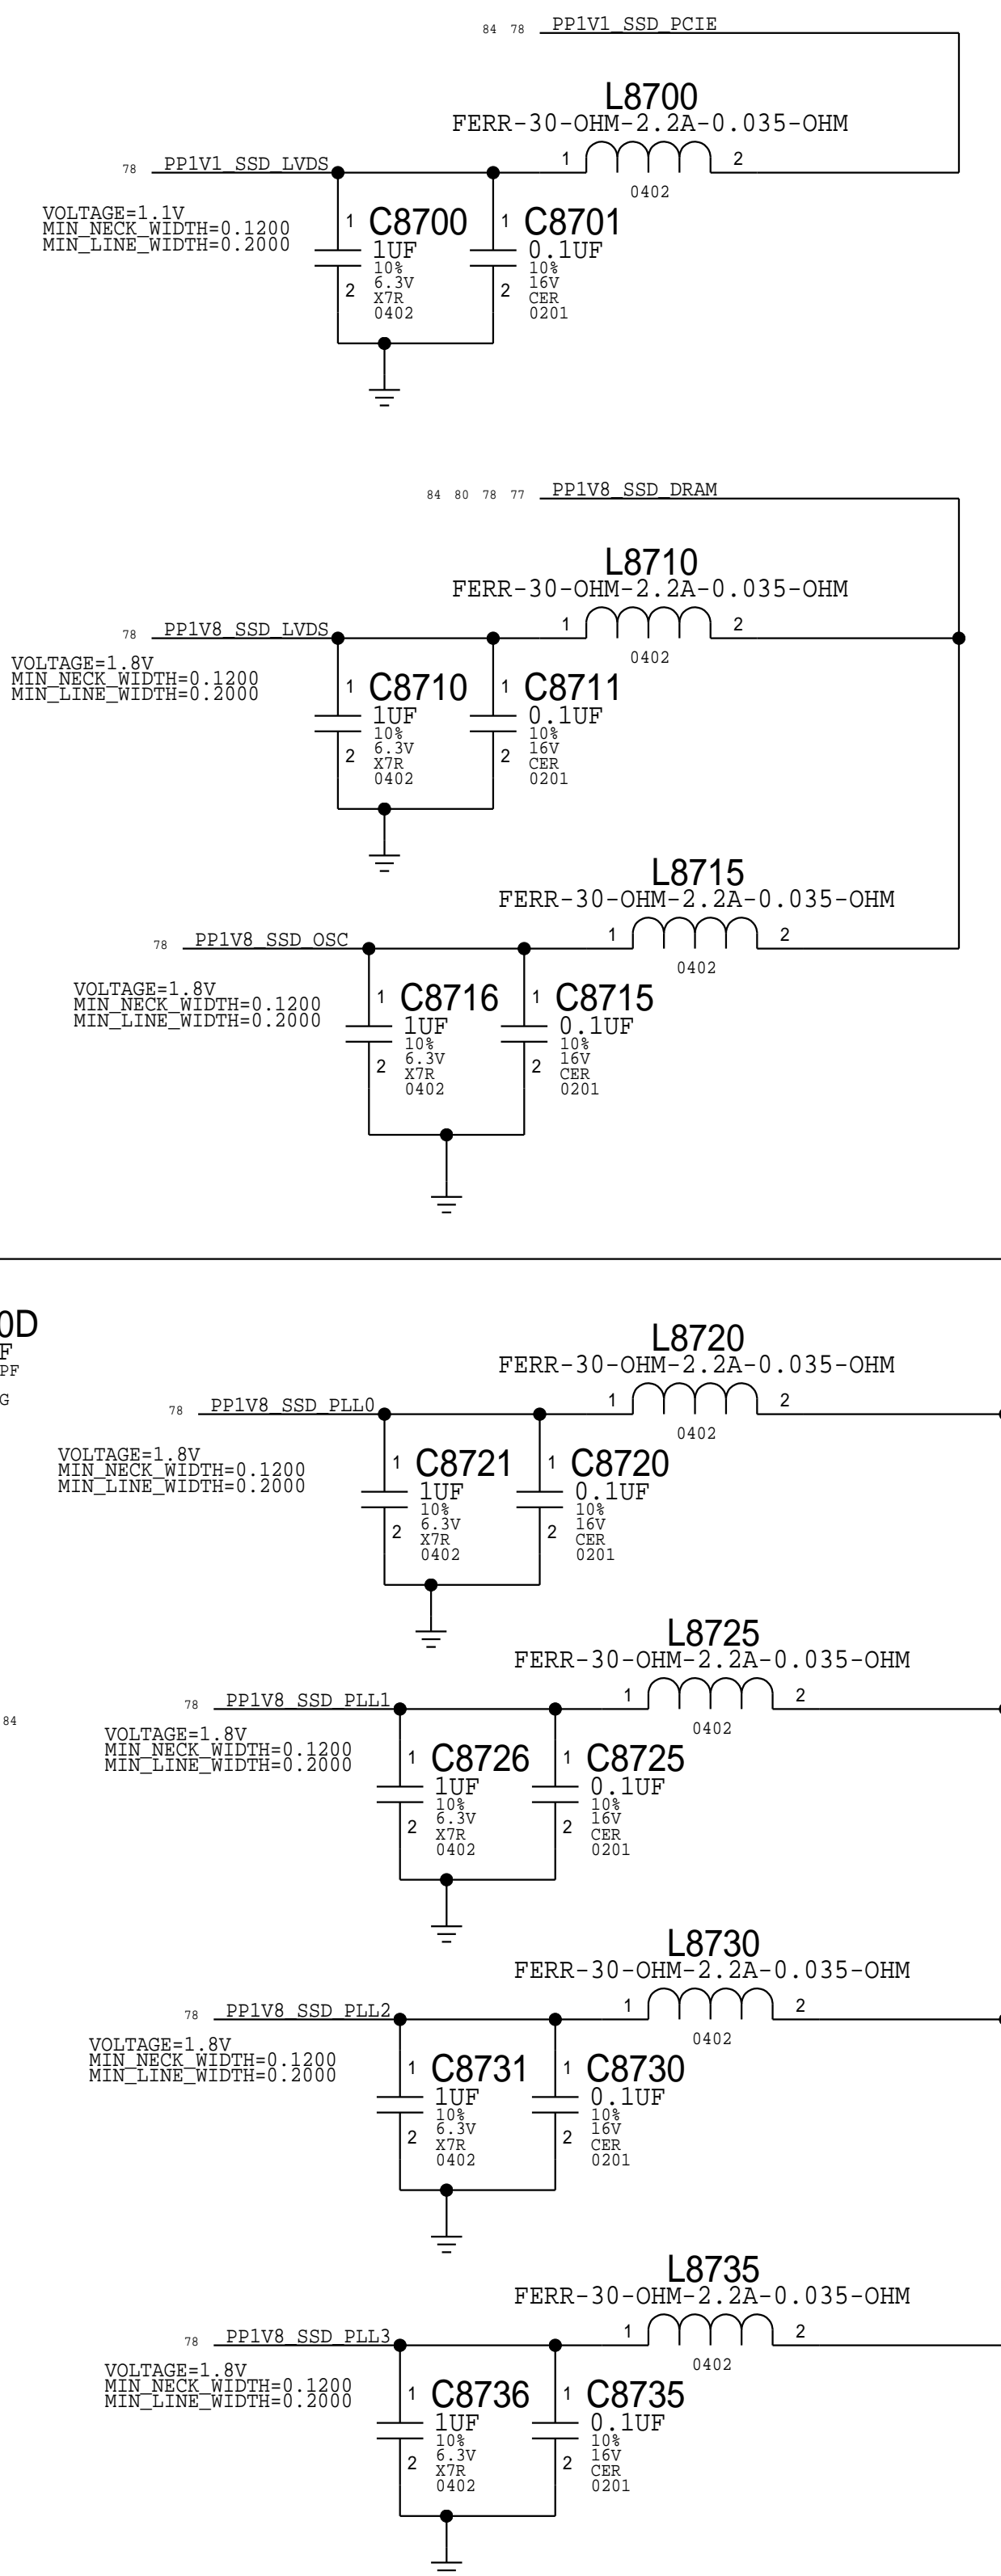 84 78 PP1V1_SSD_PCIE
L8700
FERR-30-OHM-2.2A-0.035-OHM
78 PP1V1_SSD_LVDS
1 2
0402
VOLTAGE=1.1V
MIN_NECK_WIDTH=0.1200
MIN_LINE_WIDTH=0.2000
1 C8700
1UF
10%
6.3V
2
X7R
0402
1 C8701
0.1UF
10%
16V
2
CER
0201
84 80 78 77 PP1V8_SSD_DRAM
L8710
FERR-30-OHM-2.2A-0.035-OHM
78 PP1V8_SSD_LVDS
1 2
0402
VOLTAGE=1.8V
MIN_NECK_WIDTH=0.1200
MIN_LINE_WIDTH=0.2000
1 C8710
1UF
10%
6.3V
2
X7R
0402
1 C8711
0.1UF
10%
16V
2
CER
0201
L8715
FERR-30-OHM-2.2A-0.035-OHM
78 PP1V8_SSD_OSC
1 2
0402
VOLTAGE=1.8V
MIN_NECK_WIDTH=0.1200
MIN_LINE_WIDTH=0.2000
1 C8716
1UF
10%
6.3V
2
X7R
0402
1 C8715
0.1UF
10%
16V
2
CER
0201
0D
F
PF
G
L8720
FERR-30-OHM-2.2A-0.035-OHM
78 PP1V8_SSD_PLL0
1 2
0402
VOLTAGE=1.8V
MIN_NECK_WIDTH=0.1200
MIN_LINE_WIDTH=0.2000
1 C8721
1UF
10%
6.3V
2
X7R
0402
1 C8720
0.1UF
10%
16V
2
CER
0201
L8725
FERR-30-OHM-2.2A-0.035-OHM
78 PP1V8_SSD_PLL1
1 2
0402
84
VOLTAGE=1.8V
MIN_NECK_WIDTH=0.1200
MIN_LINE_WIDTH=0.2000
1 C8726
1UF
10%
6.3V
2
X7R
0402
1 C8725
0.1UF
10%
16V
2
CER
0201
L8730
FERR-30-OHM-2.2A-0.035-OHM
78 PP1V8_SSD_PLL2
1 2
0402
VOLTAGE=1.8V
MIN_NECK_WIDTH=0.1200
MIN_LINE_WIDTH=0.2000
1 C8731
1UF
10%
6.3V
2
X7R
0402
1 C8730
0.1UF
10%
16V
2
CER
0201
L8735
FERR-30-OHM-2.2A-0.035-OHM
78 PP1V8_SSD_PLL3
1 2
0402
VOLTAGE=1.8V
MIN_NECK_WIDTH=0.1200
MIN_LINE_WIDTH=0.2000
1 C8736
1UF
10%
6.3V
2
X7R
0402
1 C8735
0.1UF
10%
16V
2
CER
0201